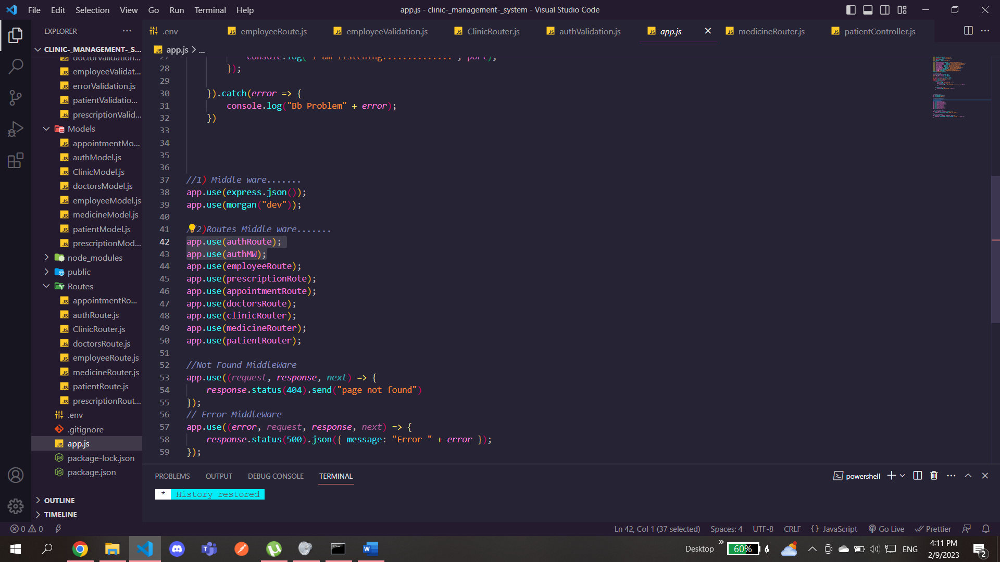 File Edit Selection View Go Run Terminal Help
app.js - clinic-_management-_system - Visual Studio Code
EXPLORER
.env
employeeRoute.js
employeeValidation.js
ClinicRouter.js
authValidation.js
app.js
medicineRouter.js
patientController.js
CLINIC-_MANAGEMENT-_S...
doctorValidation...
employeeValidat...
errorValidation.js
patientValidatio...
prescriptionValid...
Models
appointmentMo...
authModel.js
ClinicModel.js
doctorsModel.js
employeeModel.js
medicineModel.js
patientModel.js
prescriptionMod...
node_modules
public
Routes
appointmentRo...
authRoute.js
ClinicRouter.js
doctorsRoute.js
employeeRoute.js
medicineRouter.js
patientRoute.js
prescriptionRout...
.env
.gitignore
app.js
package-lock.json
package.json
OUTLINE
TIMELINE
app.js > ...
27 console.log("i am listening..............", port);
28 });
29
30 }).catch(error => {
31 console.log("Bb Problem" + error);
32 })
33
34
35
36
37 //1) Middle ware.......
38 app.use(express.json());
39 app.use(morgan("dev"));
40
41 //2)Routes Middle ware.......
42 app.use(authRoute);
43 app.use(authMW);
44 app.use(employeeRoute);
45 app.use(prescriptionRote);
46 app.use(appointmentRoute);
47 app.use(doctorsRoute);
48 app.use(clinicRouter);
49 app.use(medicineRouter);
50 app.use(patientRouter);
51
52 //Not Found MiddleWare
53 app.use((request, response, next) => {
54 response.status(404).send("page not found")
55 });
56 // Error MiddleWare
57 app.use((error, request, response, next) => {
58 response.status(500).json({ message: "Error " + error });
59 });
PROBLEMS OUTPUT DEBUG CONSOLE TERMINAL
powershell
* History restored
0 0
Ln 42, Col 1 (37 selected) Spaces: 4 UTF-8 CRLF {} JavaScript Go Live Prettier
Desktop 60% ENG
4:11 PM
2/9/2023
2